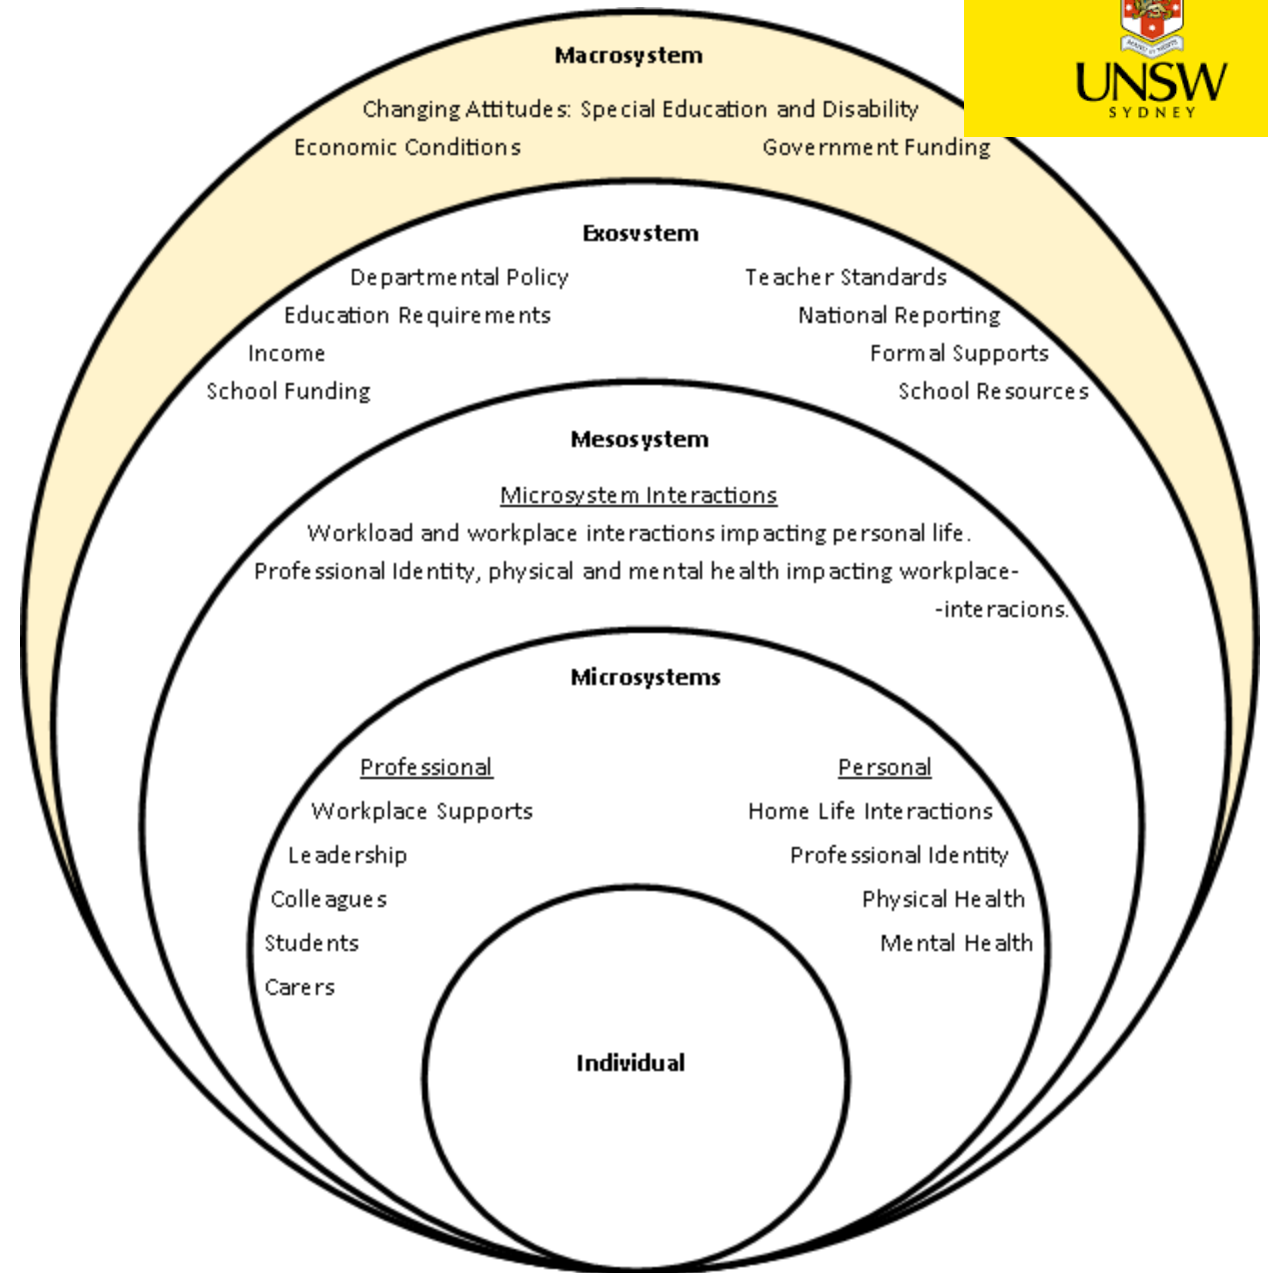 UNSW
SYDNEY
Macrosystem
Changing Attitudes: Special Education and Disability
Economic Conditions Government Funding
Exosystem
Departmental Policy Teacher Standards
Education Requirements National Reporting
Income Formal Supports
School Funding School Resources
Mesosystem
Microsystem Interactions
Workload and workplace interactions impacting personal life.
Professional Identity, physical and mental health impacting workplace-
-interacions.
Microsystems
Professional Personal
Workplace Supports Home Life Interactions
Leadership Professional Identity
Colleagues Physical Health
Students Mental Health
Carers
Individual